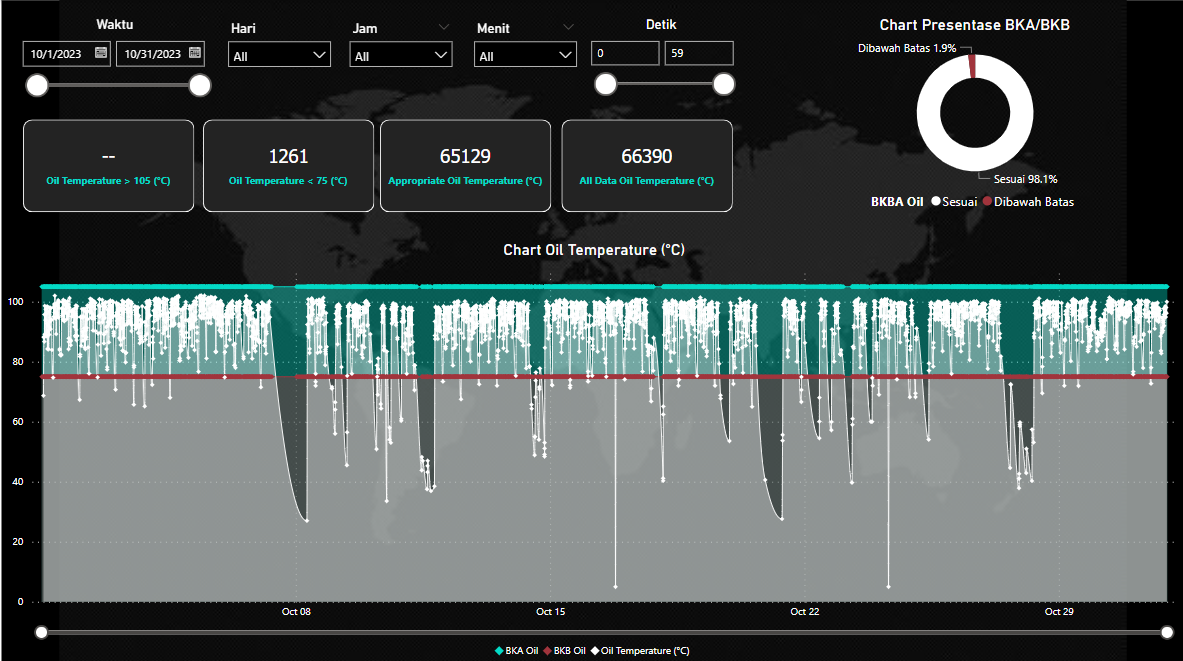 Waktu
Hari
Jam
Menit
Detik
10/1/2023
10/31/2023
All
All
All
0
59
Chart Presentase BKA/BKB
Dibawah Batas 1.9%
Sesuai 98.1%
BKBA Oil Sesuai Dibawah Batas
--
Oil Temperature > 105 (°C)
1261
Oil Temperature < 75 (°C)
65129
Appropriate Oil Temperature (°C)
66390
All Data Oil Temperature (°C)
Chart Oil Temperature (°C)
100
80
60
40
20
0
Oct 08
Oct 15
Oct 22
Oct 29
BKA Oil BKB Oil Oil Temperature (°C)